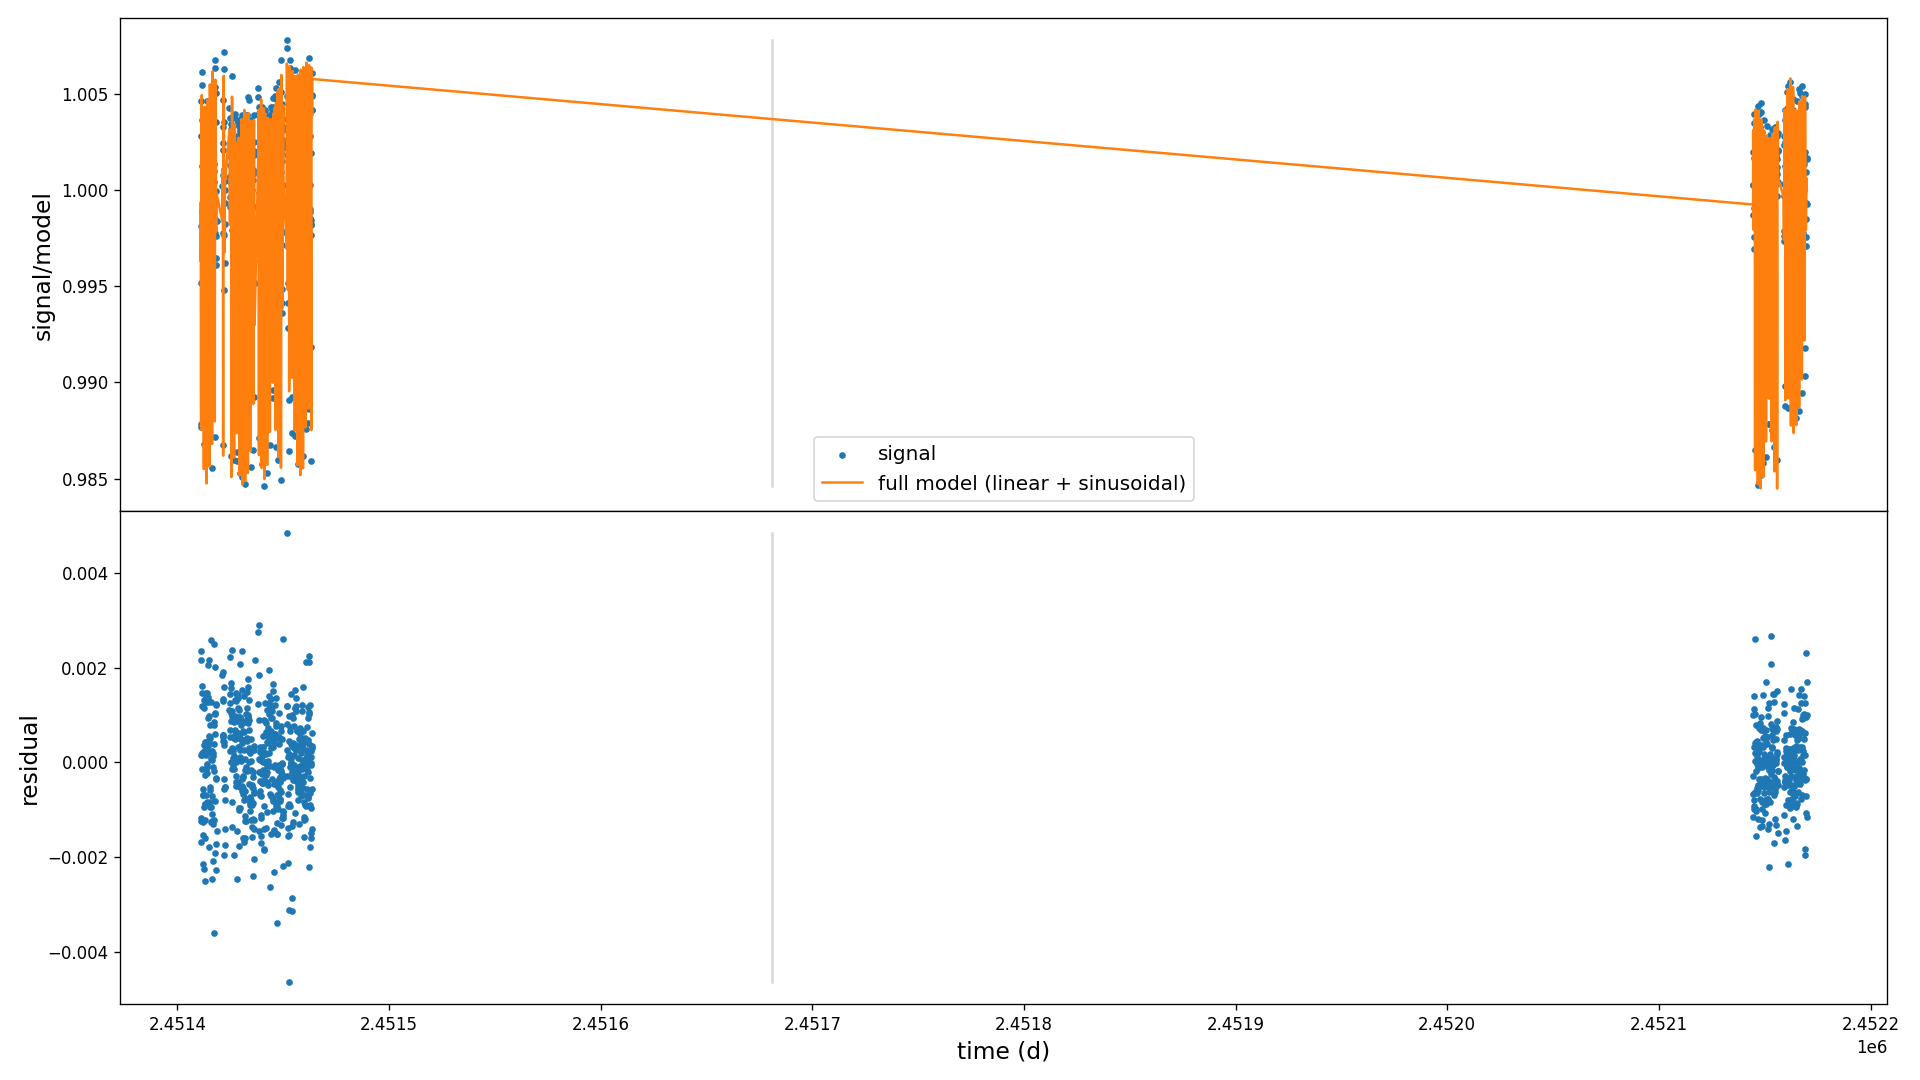 1.005
1.000
0.995
0.990
0.985
signal/model
signal
full model (linear + sinusoidal)
0.004
0.002
0.000
−0.002
−0.004
residual
2.4514 2.4515 2.4516 2.4517 2.4518 2.4519 2.4520 2.4521 2.4522
1e6
time (d)